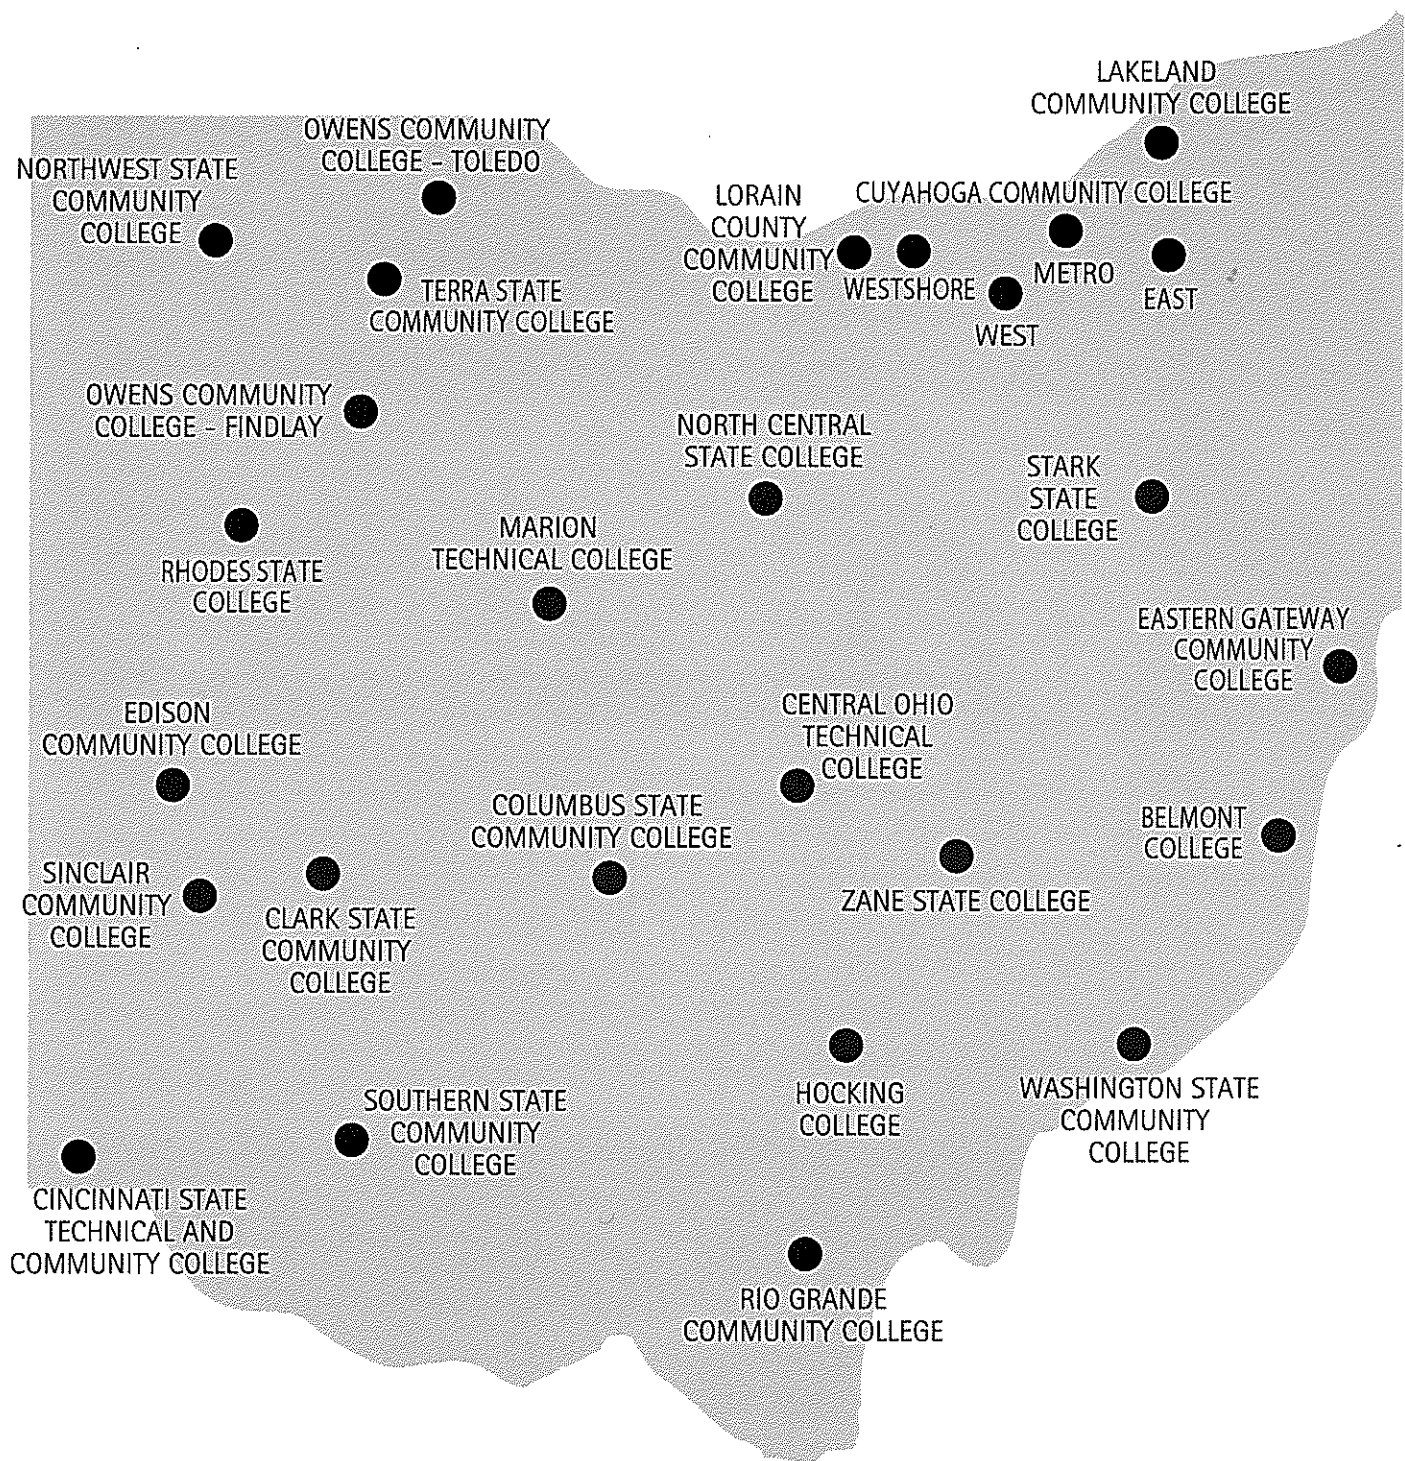 LAKELAND
COMMUNITY COLLEGE
OWENS COMMUNITY
COLLEGE – TOLEDO
NORTHWEST STATE
COMMUNITY
COLLEGE
LORAIN
COUNTY
COMMUNITY
COLLEGE
CUYAHOGA COMMUNITY COLLEGE
WESTSHORE
WEST
METRO
EAST
TERRA STATE
COMMUNITY COLLEGE
OWENS COMMUNITY
COLLEGE – FINDLAY
NORTH CENTRAL
STATE COLLEGE
STARK
STATE
COLLEGE
RHODES STATE
COLLEGE
MARION
TECHNICAL COLLEGE
EASTERN GATEWAY
COMMUNITY
COLLEGE
EDISON
COMMUNITY COLLEGE
CENTRAL OHIO
TECHNICAL
COLLEGE
COLUMBUS STATE
COMMUNITY COLLEGE
BELMONT
COLLEGE
SINCLAIR
COMMUNITY
COLLEGE
CLARK STATE
COMMUNITY
COLLEGE
ZANE STATE COLLEGE
HOCKING
COLLEGE
WASHINGTON STATE
COMMUNITY
COLLEGE
SOUTHERN STATE
COMMUNITY
COLLEGE
CINCINNATI STATE
TECHNICAL AND
COMMUNITY COLLEGE
RIO GRANDE
COMMUNITY COLLEGE